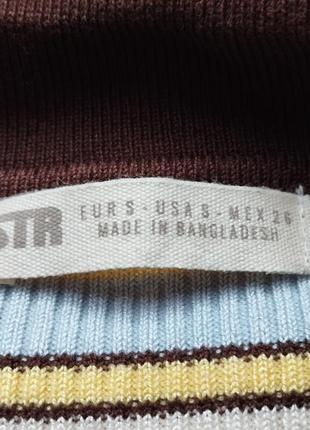 STR
EUR S - USA S - MEX 26
MADE IN BANGLADESH